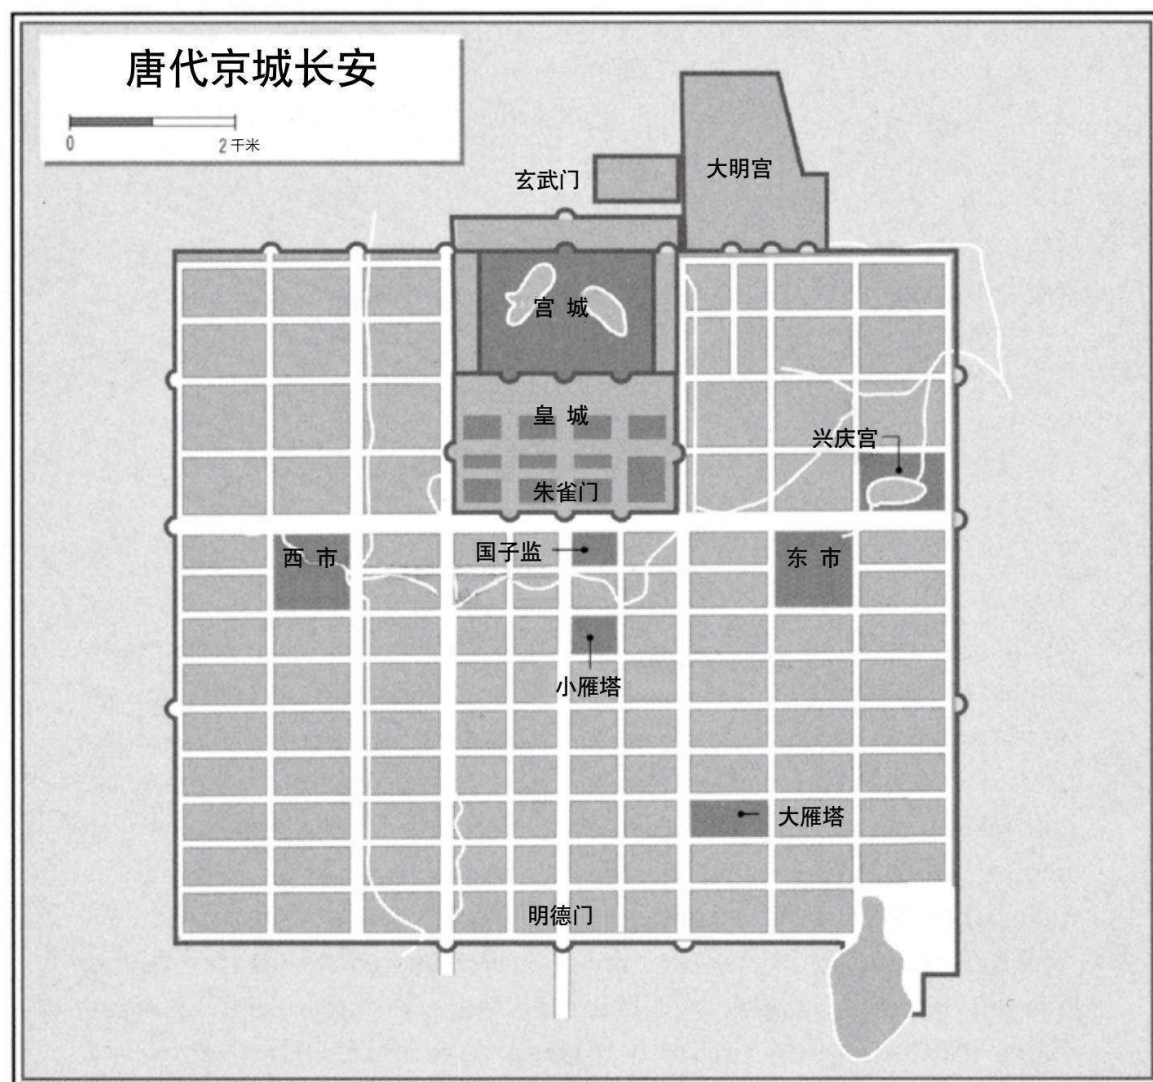 唐代京城长安
0 2千米
玄武门
大明宫
宫 城
皇 城
兴庆宫
朱雀门
国子监
西 市
东 市
小雁塔
大雁塔
明德门